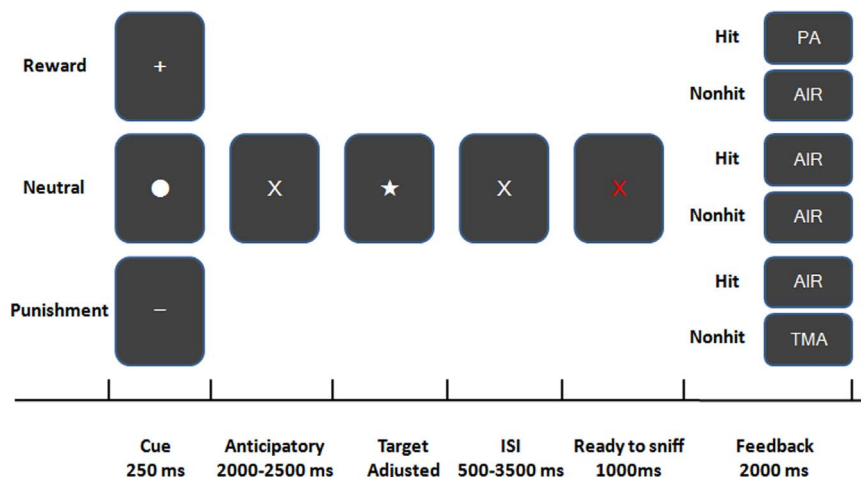 Reward
+
Hit
PA
Nonhit
AIR
Neutral
X
★
X
X
Hit
AIR
Nonhit
AIR
Punishment
–
Hit
AIR
Nonhit
TMA
Cue
250 ms
Anticipatory
2000-2500 ms
Target
Adjusted
ISI
500-3500 ms
Ready to sniff
1000ms
Feedback
2000 ms